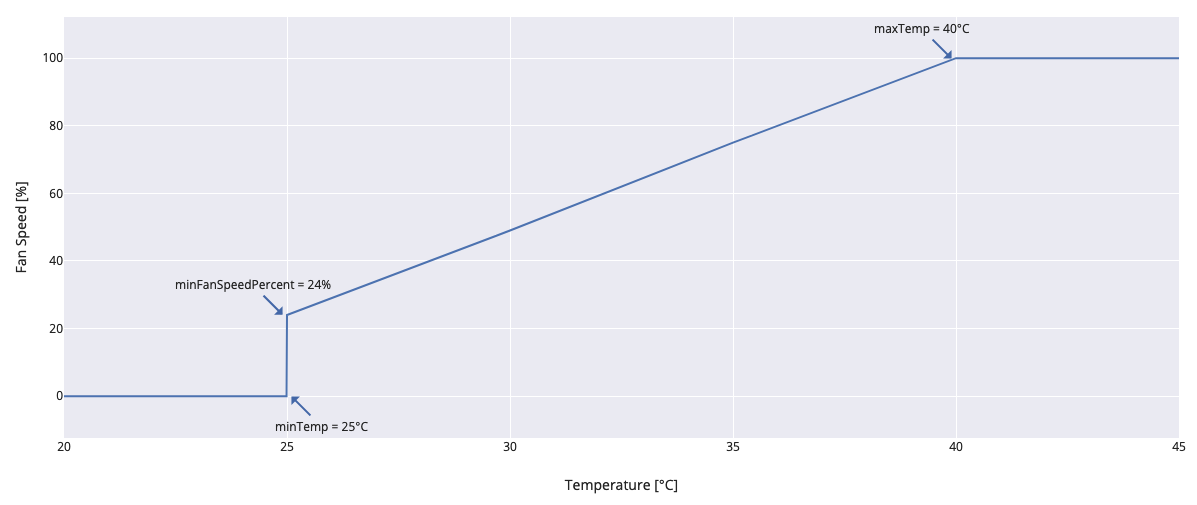 maxTemp = 40°C
100
80
60
40
20
0
Fan Speed [%]
minFanSpeedPercent = 24%
minTemp = 25°C
20 25 30 35 40 45
Temperature [°C]